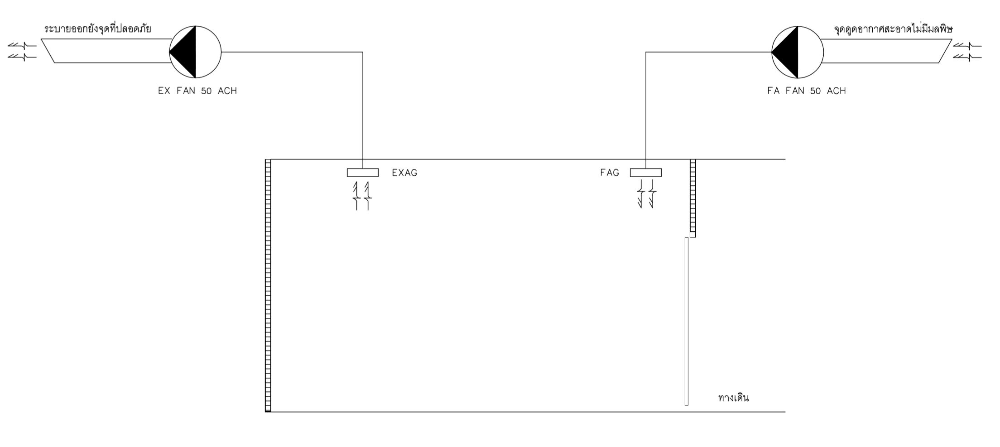 ระบายออกยังจุดที่ปลอดภัย
จุดดูดอากาศสะอาดไม่มีมลพิษ
EX FAN 50 ACH
FA FAN 50 ACH
EXAG
FAG
ทางเดิน